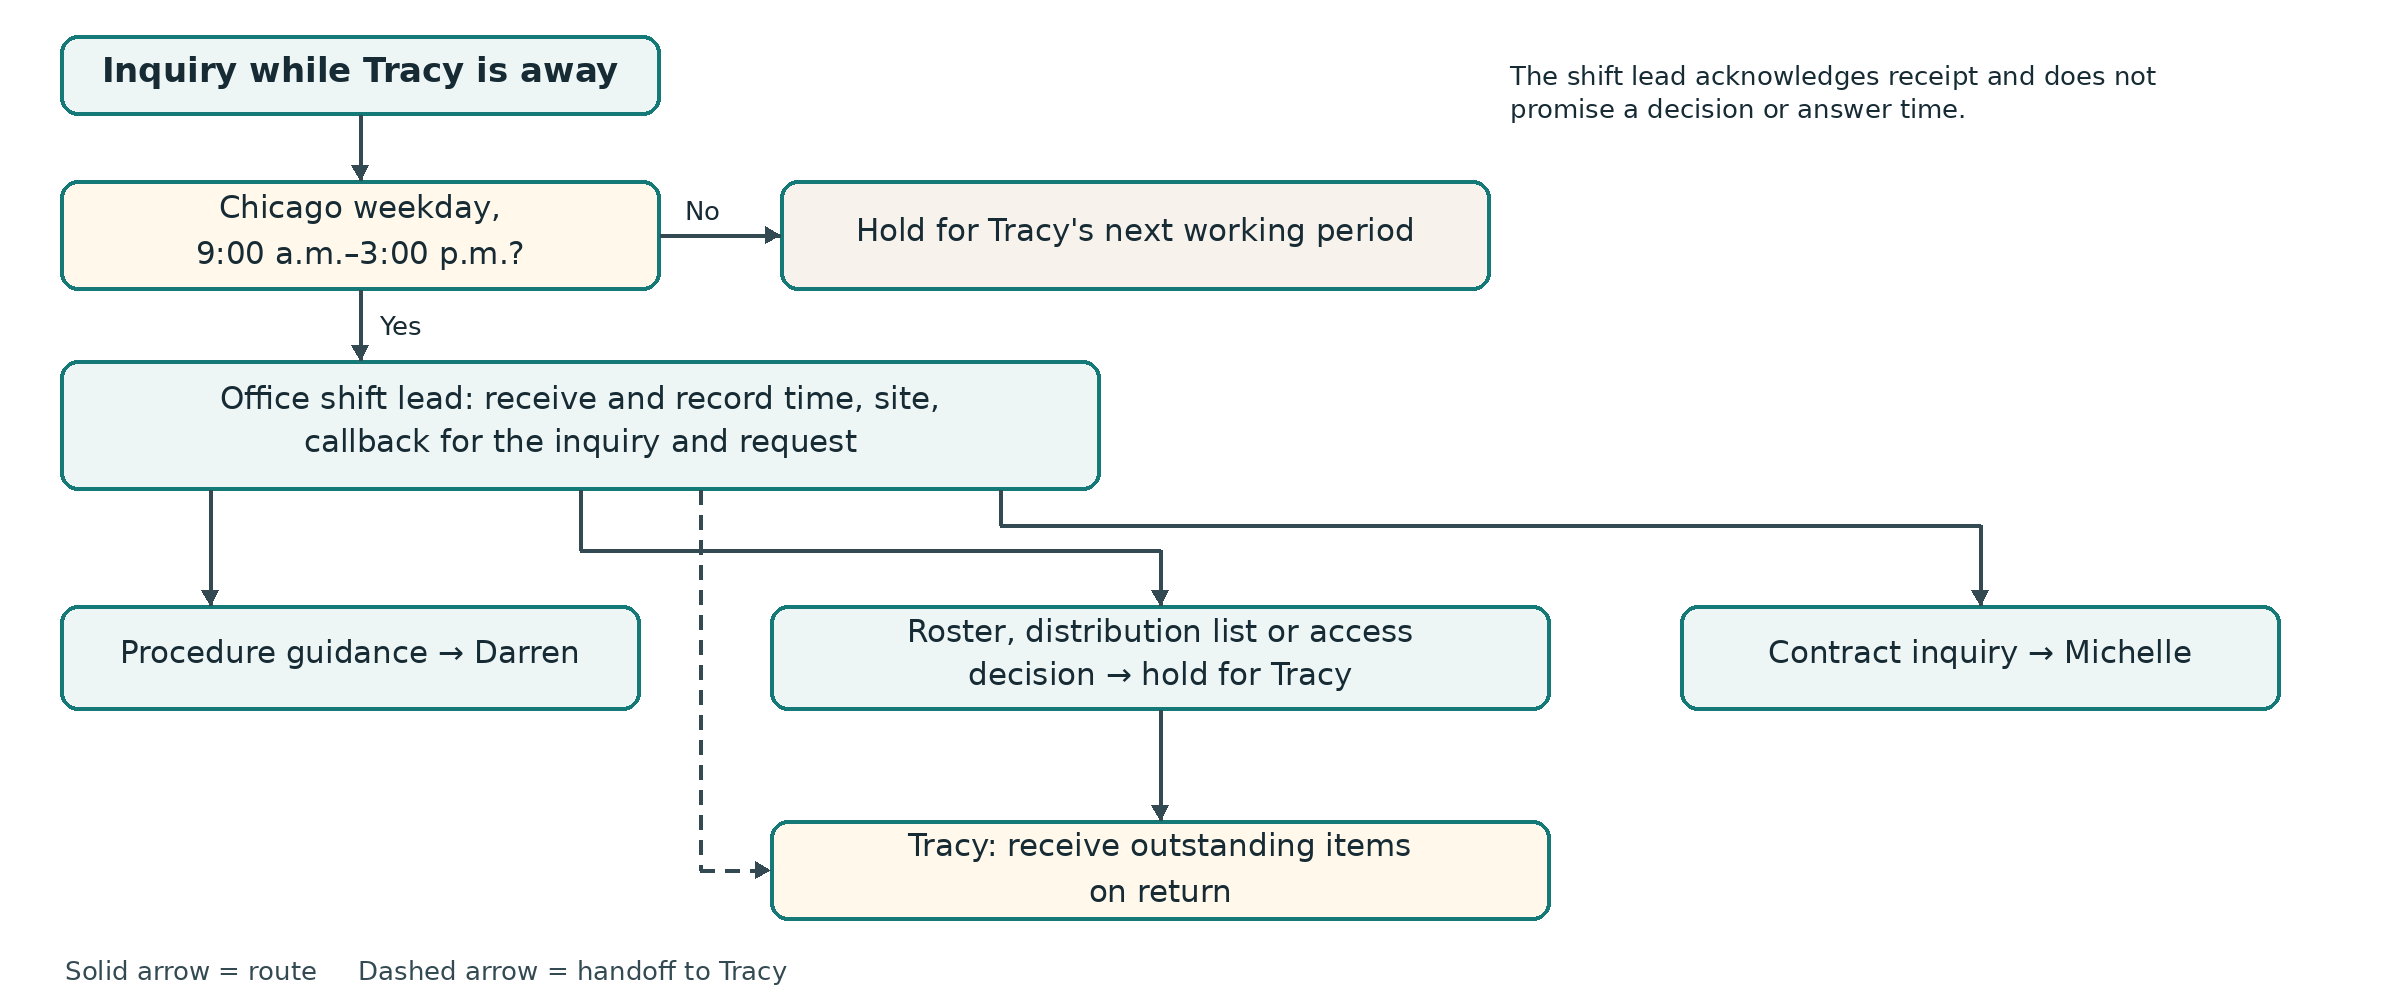 Inquiry while Tracy is away
The shift lead acknowledges receipt and does not
promise a decision or answer time.
Chicago weekday,
9:00 a.m.–3:00 p.m.?
No
Hold for Tracy's next working period
Yes
Office shift lead: receive and record time, site,
callback for the inquiry and request
Procedure guidance → Darren
Roster, distribution list or access
decision → hold for Tracy
Contract inquiry → Michelle
Tracy: receive outstanding items
on return
Solid arrow = route
Dashed arrow = handoff to Tracy